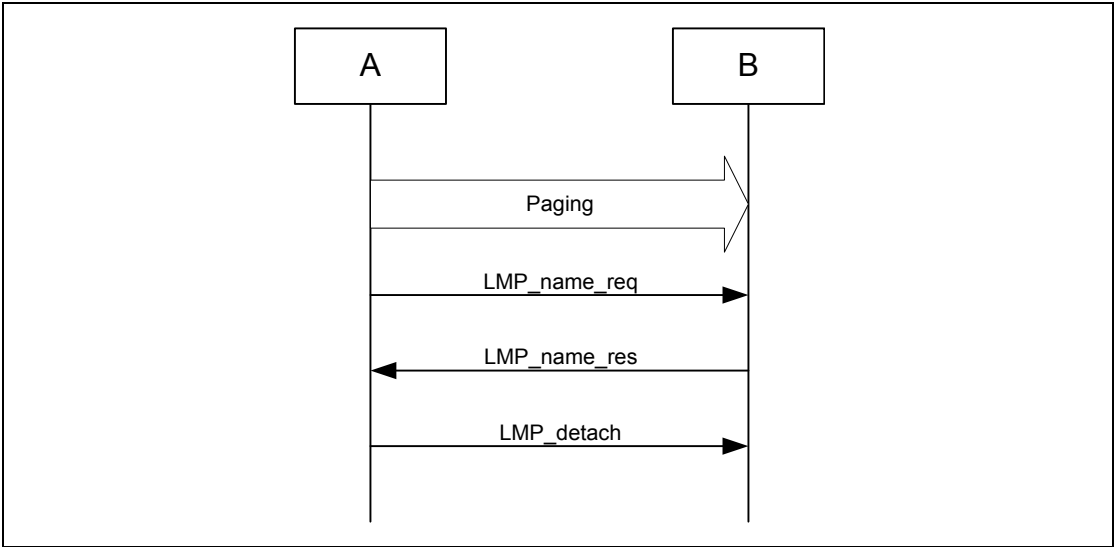 A
B
Paging
LMP_name_req
LMP_name_res
LMP_detach